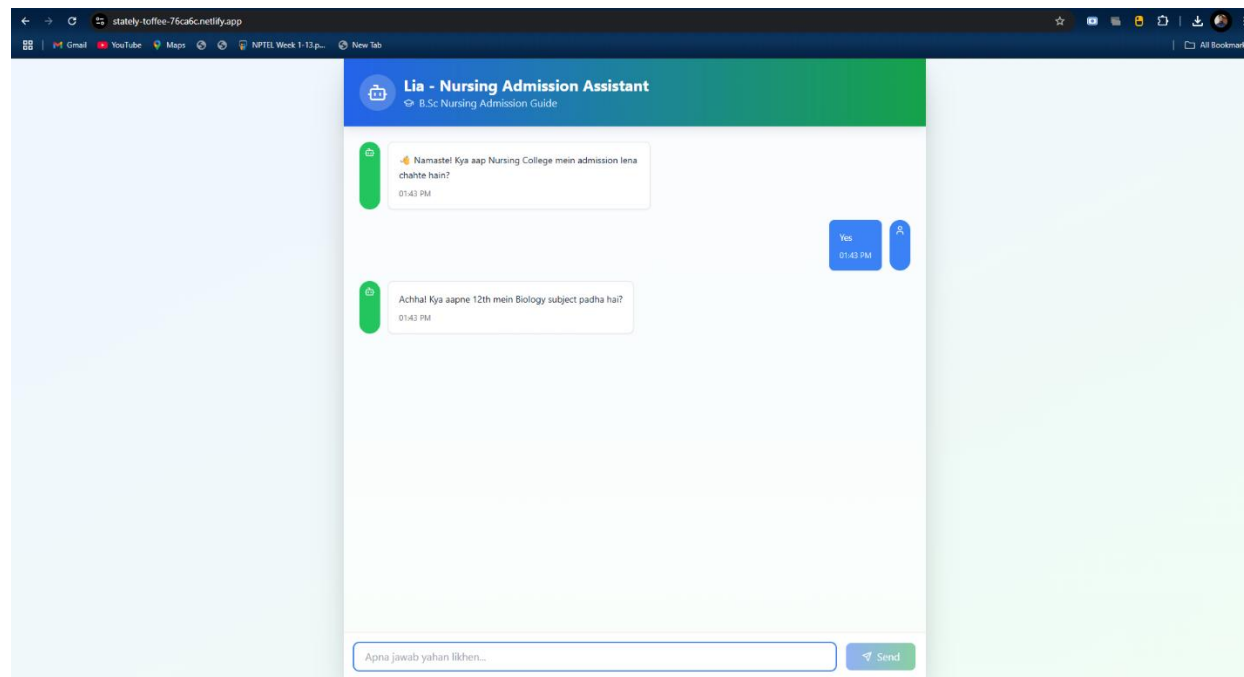 stately-toffee-76ca6c.netlify.app
Gmail YouTube Maps NPTEL Week 1-13.p... New Tab All Bookmark
Lia - Nursing Admission Assistant
B.Sc Nursing Admission Guide
Namaste! Kya aap Nursing College mein admission lena
chahte hain?
01:43 PM
Yes
01:43 PM
Achha! Kya aapne 12th mein Biology subject padha hai?
01:43 PM
Apna jawab yahan likhen...
Send